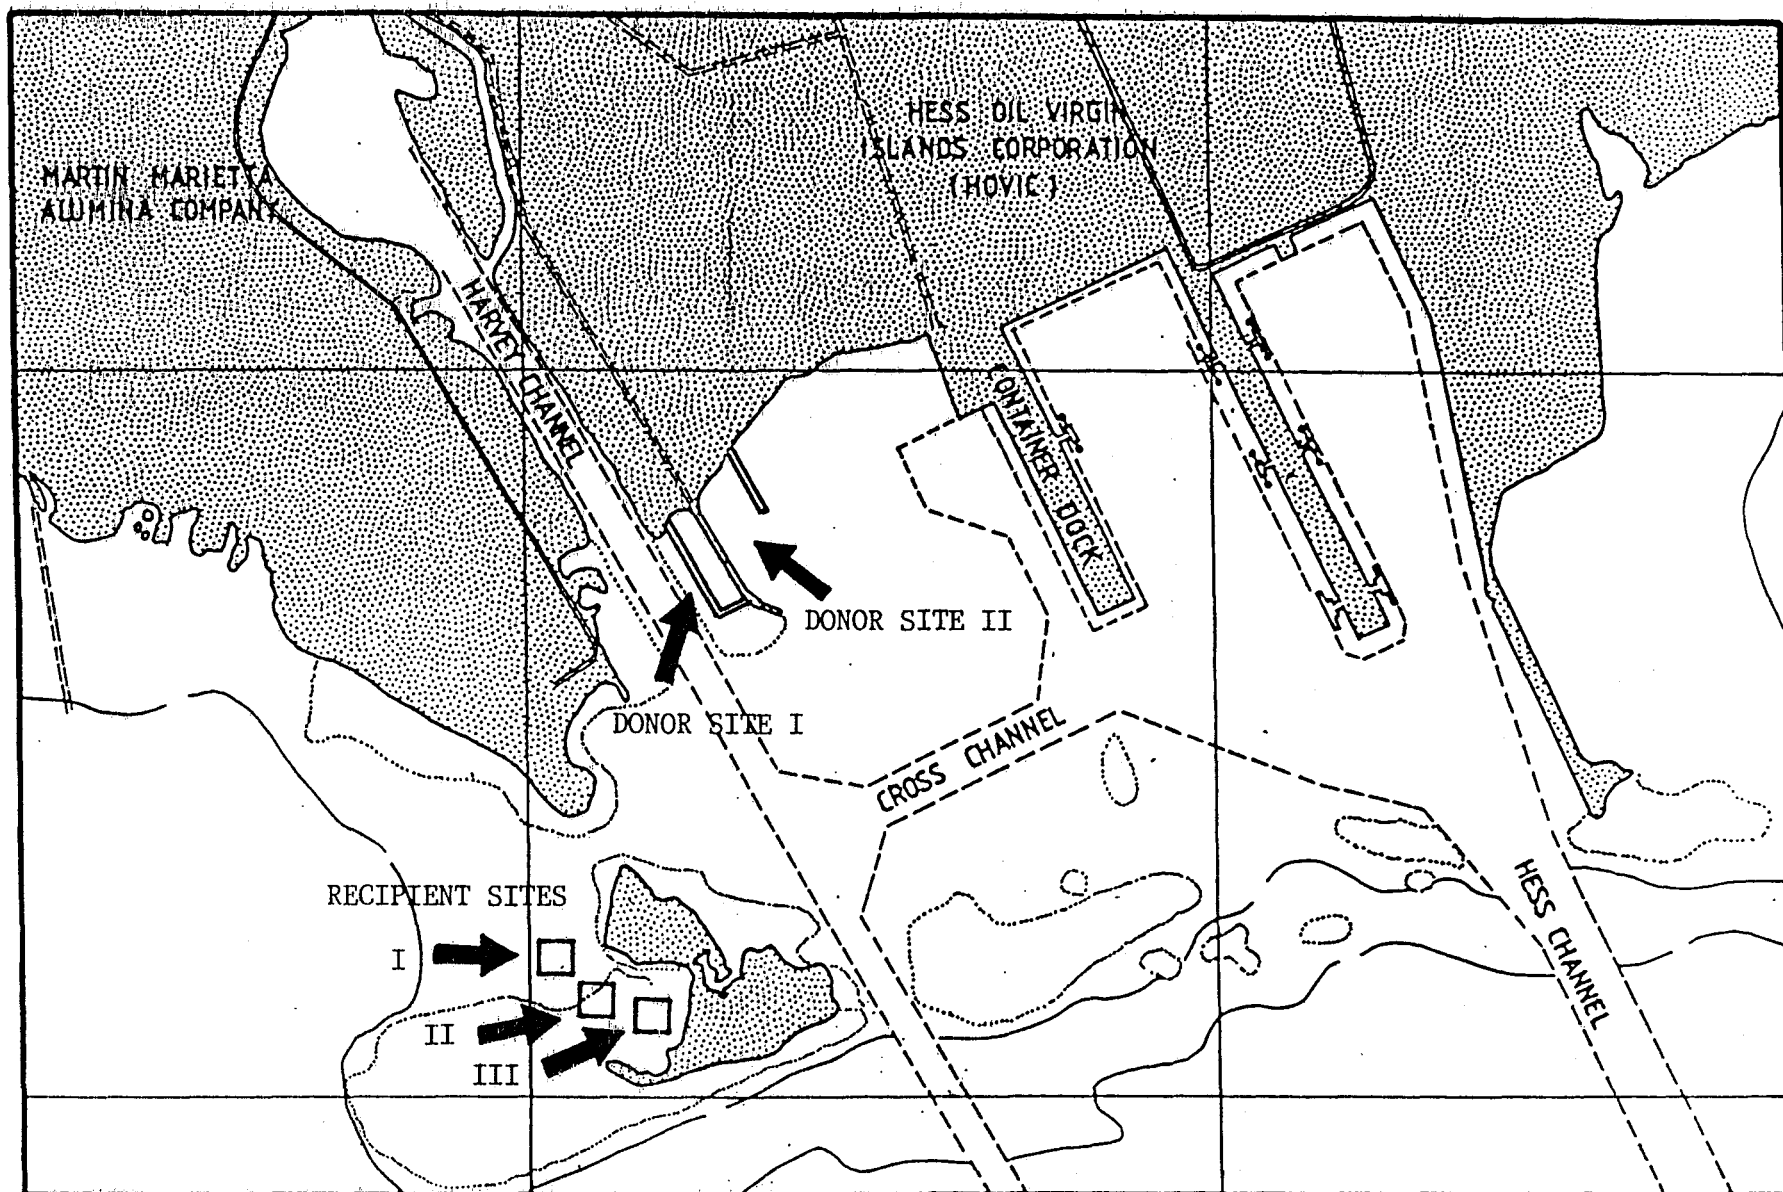 HESS OIL VIRGIN
ISLANDS CORPORATION
(HOVIC)
MARTIN MARIETTA
ALUMINA COMPANY
HARVEY CHANNEL
CONTAINER DOCK
DONOR SITE II
DONOR SITE I
CROSS CHANNEL
HESS CHANNEL
RECIPIENT SITES
I
II
III